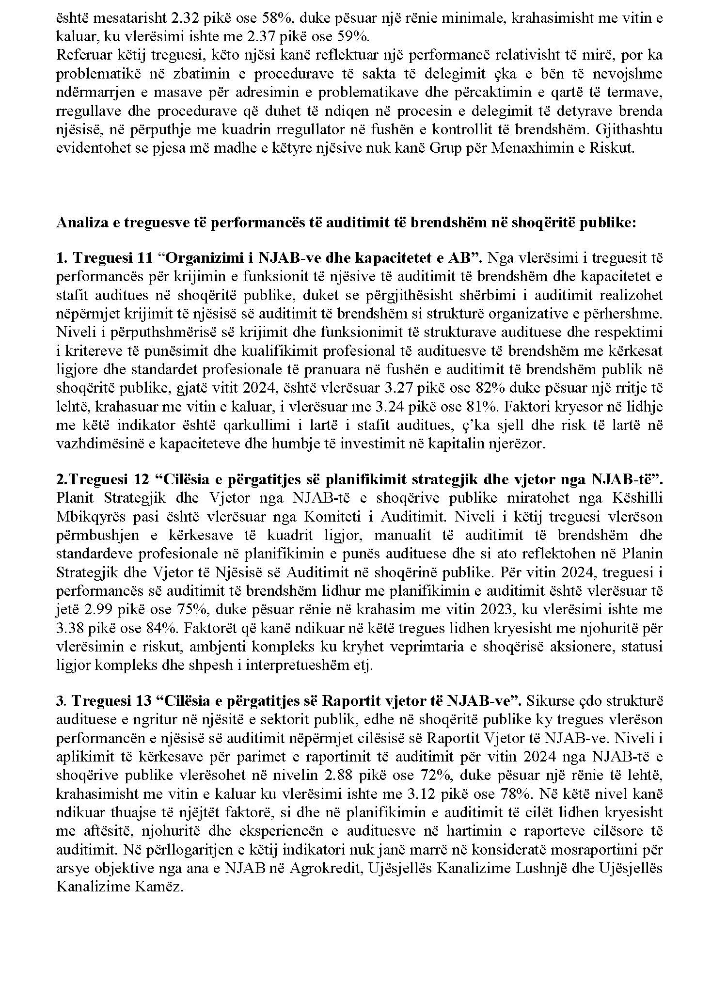 është mesatarisht 2.32 pikë ose 58%, duke pësuar një rënie minimale, krahasimisht me vitin e
kaluar, ku vlerësimi ishte me 2.37 pikë ose 59%.
Referuar këtij treguesi, këto njësi kanë reflektuar një performancë relativisht të mirë, por ka
problematikë në zbatimin e procedurave të sakta të delegimit çka e bën të nevojshme
ndërmarrjen e masave për adresimin e problematikave dhe përcaktimin e qartë të termave,
rregullave dhe procedurave që duhet të ndiqen në procesin e delegimit të detyrave brenda
njësisë, në përputhje me kuadrin rregullator në fushën e kontrollit të brendshëm. Gjithashtu
evidentohet se pjesa më madhe e këtyre njësive nuk kanë Grup për Menaxhimin e Riskut.
Analiza e treguesve të performancës të auditimit të brendshëm në shoqëritë publike:
1. Treguesi 11 “Organizimi i NJAB-ve dhe kapacitetet e AB”. Nga vlerësimi i treguesit të
performancës për krijimin e funksionit të njësive të auditimit të brendshëm dhe kapacitetet e
stafit auditues në shoqëritë publike, duket se përgjithësisht shërbimi i auditimit realizohet
nëpërmjet krijimit të njësisë së auditimit të brendshëm si strukturë organizative e përhershme.
Niveli i përputhshmërisë së krijimit dhe funksionimit të strukturave audituese dhe respektimi
i kritereve të punësimit dhe kualifikimit profesional të audituesve të brendshëm me kërkesat
ligjore dhe standardet profesionale të pranuara në fushën e auditimit të brendshëm publik në
shoqëritë publike, gjatë vitit 2024, është vlerësuar 3.27 pikë ose 82% duke pësuar një rritje të
lehtë, krahasuar me vitin e kaluar, i vlerësuar me 3.24 pikë ose 81%. Faktori kryesor në lidhje
me këtë indikator është qarkullimi i lartë i stafit auditues, ç’ka sjell dhe risk të lartë në
vazhdimësinë e kapaciteteve dhe humbje të investimit në kapitalin njerëzor.
2.Treguesi 12 “Cilësia e përgatitjes së planifikimit strategjik dhe vjetor nga NJAB-të”.
Planit Strategjik dhe Vjetor nga NJAB-të e shoqërive publike miratohet nga Këshilli
Mbikqyrës pasi është vlerësuar nga Komiteti i Auditimit. Niveli i këtij treguesi vlerëson
përmbushjen e kërkesave të kuadrit ligjor, manualit të auditimit të brendshëm dhe
standardeve profesionale në planifikimin e punës audituese dhe si ato reflektohen në Planin
Strategjik dhe Vjetor të Njësisë së Auditimit në shoqërinë publike. Për vitin 2024, treguesi i
performancës së auditimit të brendshëm lidhur me planifikimin e auditimit është vlerësuar të
jetë 2.99 pikë ose 75%, duke pësuar rënie në krahasim me vitin 2023, ku vlerësimi ishte me
3.38 pikë ose 84%. Faktorët që kanë ndikuar në këtë tregues lidhen kryesisht me njohuritë për
vlerësimin e riskut, ambjenti kompleks ku kryhet veprimtaria e shoqërisë aksionere, statusi
ligjor kompleks dhe shpesh i interpretueshëm etj.
3. Treguesi 13 “Cilësia e përgatitjes së Raportit vjetor të NJAB-ve”. Sikurse çdo strukturë
audituese e ngritur në njësitë e sektorit publik, edhe në shoqëritë publike ky tregues vlerëson
performancën e njësisë së auditimit nëpërmjet cilësisë së Raportit Vjetor të NJAB-ve. Niveli i
aplikimit të kërkesave për parimet e raportimit të auditimit për vitin 2024 nga NJAB-të e
shoqërive publike vlerësohet në nivelin 2.88 pikë ose 72%, duke pësuar një rënie të lehtë,
krahasimisht me vitin e kaluar ku vlerësimi ishte me 3.12 pikë ose 78%. Në këtë nivel kanë
ndikuar thuajse të njëjtët faktorë, si dhe në planifikimin e auditimit të cilët lidhen kryesisht
me aftësitë, njohuritë dhe eksperiencën e audituesve në hartimin e raporteve cilësore të
auditimit. Në përllogaritjen e këtij indikatori nuk janë marrë në konsideratë mosraportimi për
arsye objektive nga ana e NJAB në Agrokredit, Ujësjellës Kanalizime Lushnjë dhe Ujësjellës
Kanalizime Kamëz.